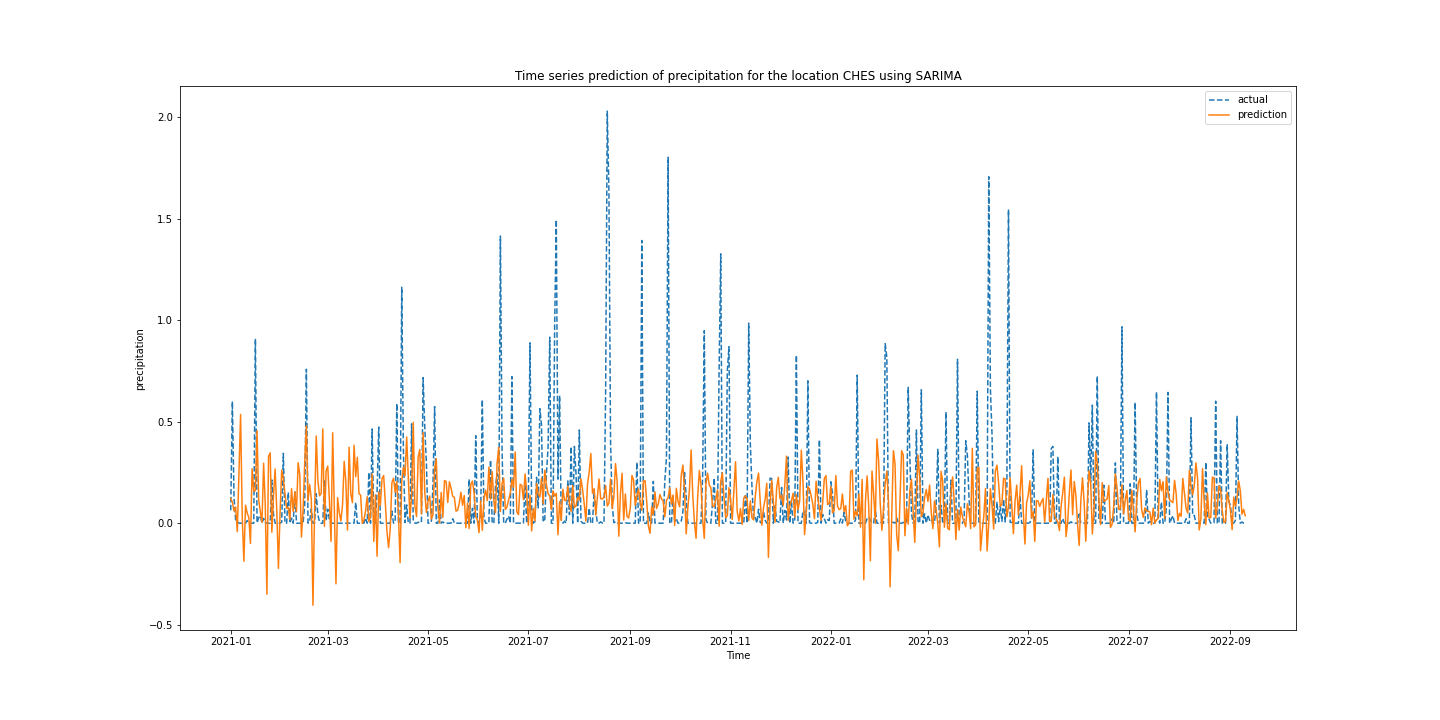 Time series prediction of precipitation for the location CHES using SARIMA
actual
prediction
2.0
1.5
1.0
0.5
0.0
−0.5
precipitation
2021-01 2021-03 2021-05 2021-07 2021-09 2021-11 2022-01 2022-03 2022-05 2022-07 2022-09
Time